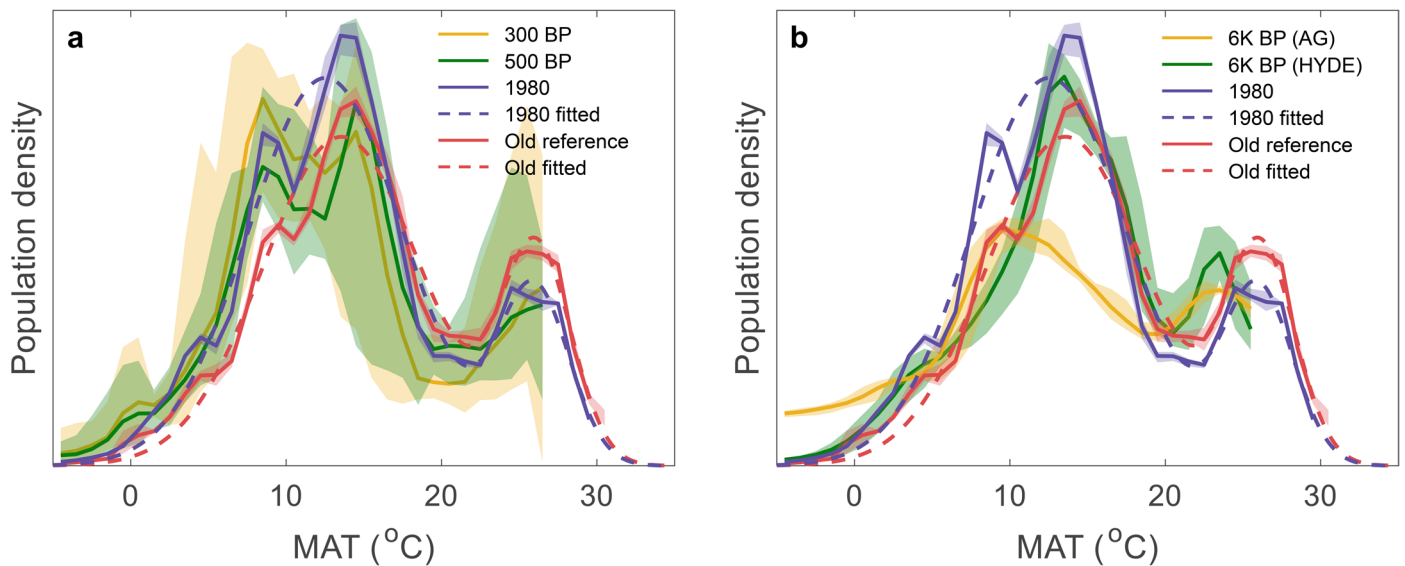 a
300 BP
500 BP
1980
1980 fitted
Old reference
Old fitted
Population density
0 10 20 30
MAT (°C)
b
6K BP (AG)
6K BP (HYDE)
1980
1980 fitted
Old reference
Old fitted
Population density
0 10 20 30
MAT (°C)